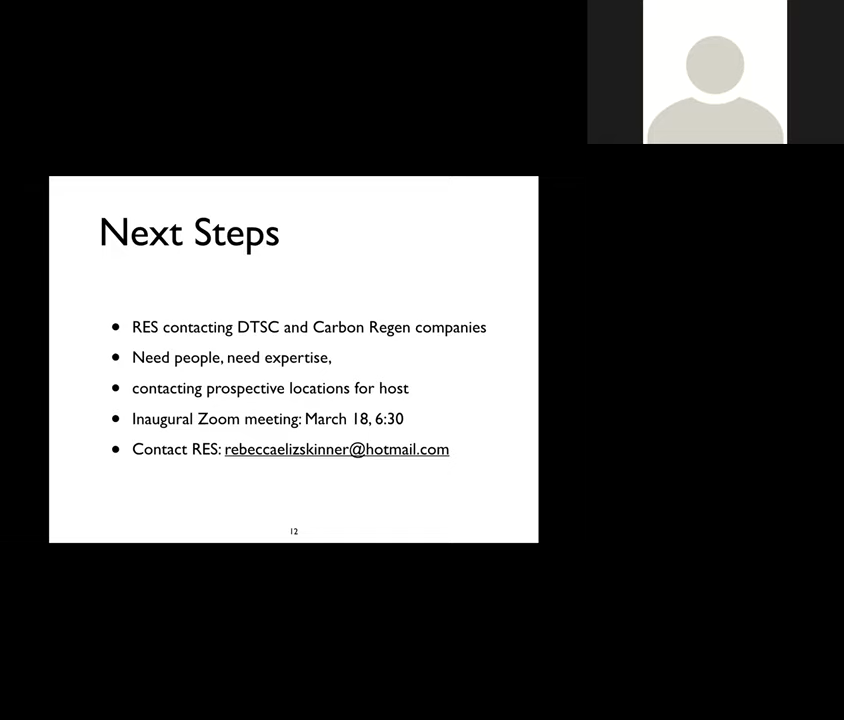 Next Steps
• RES contacting DTSC and Carbon Regen companies
• Need people, need expertise,
• contacting prospective locations for host
• Inaugural Zoom meeting: March 18, 6:30
• Contact RES: rebeccaelizskinner@hotmail.com
12